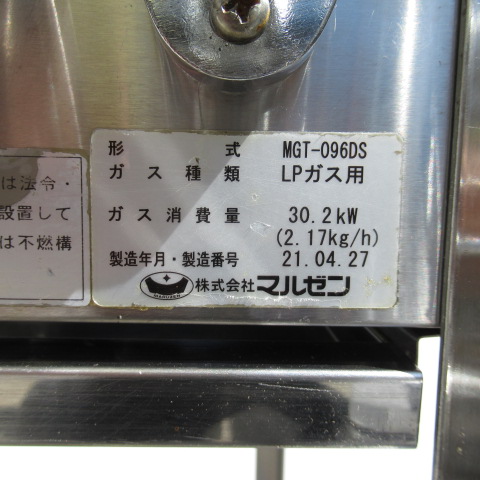 形式 MGT-096DS
ガス種類 LPガス用
ガス消費量 30.2kW
(2.17kg/h)
製造年月・製造番号 21.04.27
株式会社マルゼン
は法令・
設置して
は不燃構